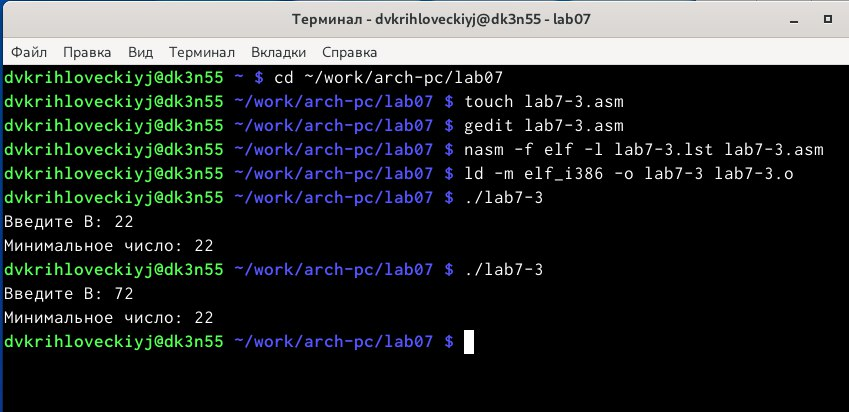 Терминал - dvkrihloveckiyj@dk3n55 - lab07
Файл Правка Вид Терминал Вкладки Справка
dvkrihloveckiyj@dk3n55 ~ $ cd ~/work/arch-pc/lab07
dvkrihloveckiyj@dk3n55 ~/work/arch-pc/lab07 $ touch lab7-3.asm
dvkrihloveckiyj@dk3n55 ~/work/arch-pc/lab07 $ gedit lab7-3.asm
dvkrihloveckiyj@dk3n55 ~/work/arch-pc/lab07 $ nasm -f elf -l lab7-3.lst lab7-3.asm
dvkrihloveckiyj@dk3n55 ~/work/arch-pc/lab07 $ ld -m elf_i386 -o lab7-3 lab7-3.o
dvkrihloveckiyj@dk3n55 ~/work/arch-pc/lab07 $ ./lab7-3
Введите B: 22
Минимальное число: 22
dvkrihloveckiyj@dk3n55 ~/work/arch-pc/lab07 $ ./lab7-3
Введите B: 72
Минимальное число: 22
dvkrihloveckiyj@dk3n55 ~/work/arch-pc/lab07 $